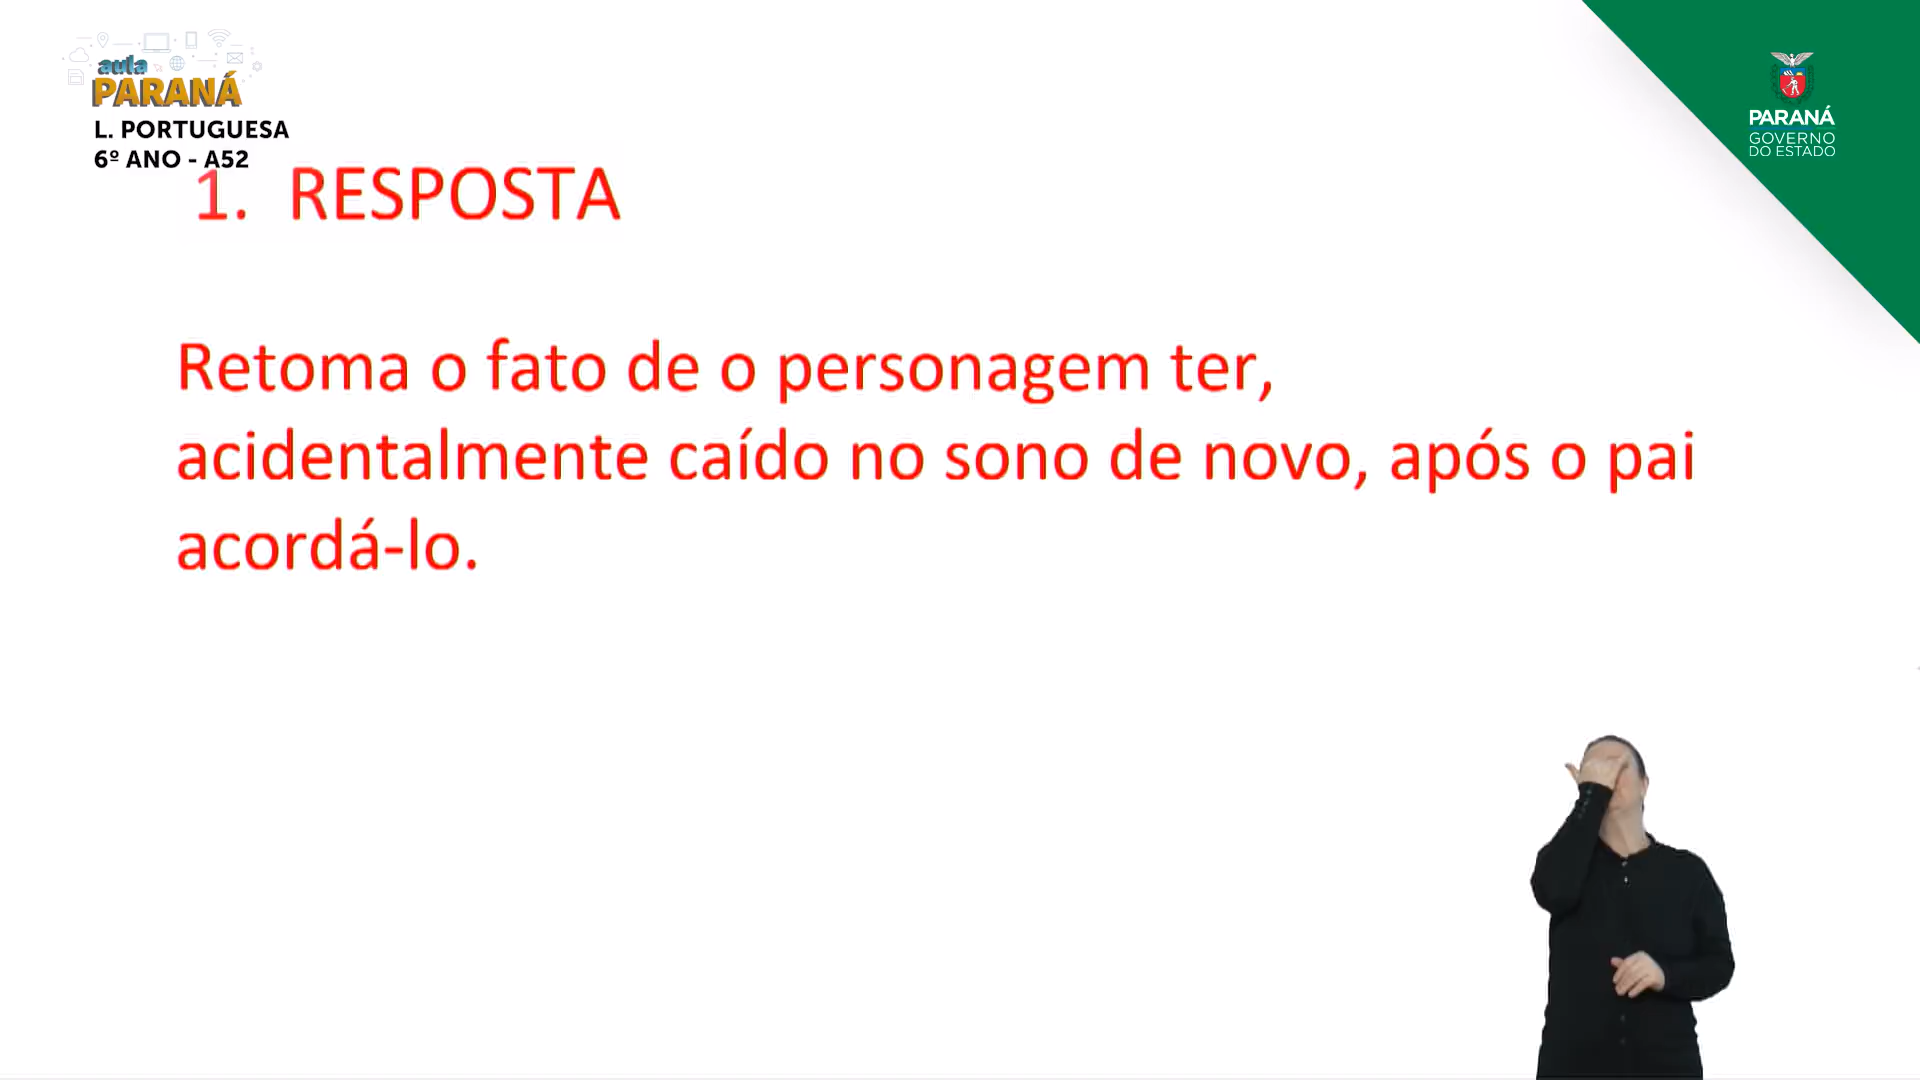 aula
PARANÁ
L. PORTUGUESA
6º ANO - A52
PARANÁ
GOVERNO
DO ESTADO
1. RESPOSTA
Retoma o fato de o personagem ter,
acidentalmente caído no sono de novo, após o pai
acordá-lo.